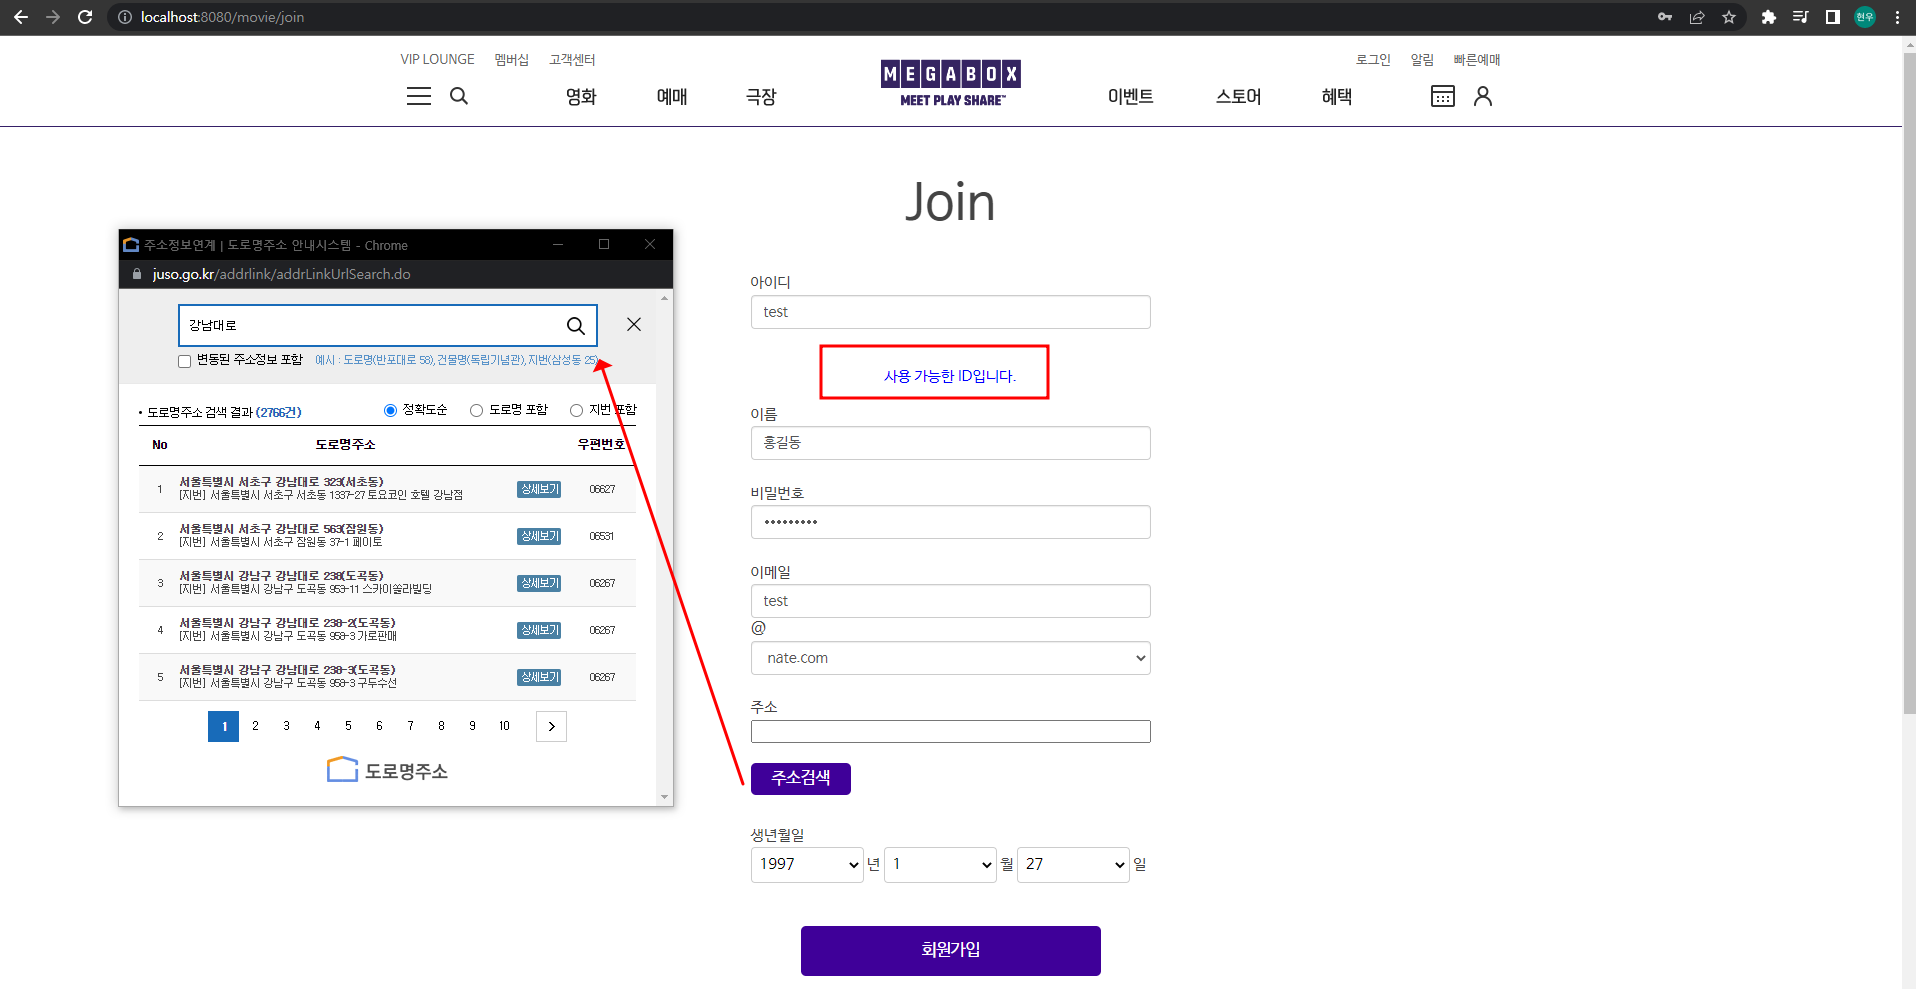 localhost:8080/movie/join
현우
VIP LOUNGE 멤버십 고객센터
로그인 알림 빠른예매
MEGABOX
MEET PLAY SHARE™
영화 예매 극장
이벤트 스토어 혜택
Join
주소정보연계 | 도로명주소 안내시스템 - Chrome
juso.go.kr/addrlink/addrLinkUrlSearch.do
강남대로
변동된 주소정보 포함 예시 : 도로명(반포대로 58), 건물명(독립기념관), 지번(삼성동 25)
• 도로명주소 검색 결과 (2766건) 정확도순 도로명 포함 지번 포함
No 도로명주소 우편번호
1 서울특별시 서초구 강남대로 323(서초동) 상세보기 06627
[지번] 서울특별시 서초구 서초동 1337-27 토요코인 호텔 강남점
2 서울특별시 서초구 강남대로 563(잠원동) 상세보기 06531
[지번] 서울특별시 서초구 잠원동 37-1 페이토
3 서울특별시 강남구 강남대로 238(도곡동) 상세보기 06267
[지번] 서울특별시 강남구 도곡동 953-11 스카이쏠라빌딩
4 서울특별시 강남구 강남대로 238-2(도곡동) 상세보기 06267
[지번] 서울특별시 강남구 도곡동 959-3 가로판매
5 서울특별시 강남구 강남대로 238-3(도곡동) 상세보기 06267
[지번] 서울특별시 강남구 도곡동 959-3 구두수선
1 2 3 4 5 6 7 8 9 10 >
도로명주소
아이디
test
사용 가능한 ID입니다.
이름
홍길동
비밀번호
•••••••••
이메일
test
@
nate.com
주소
주소검색
생년월일
1997 년 1 월 27 일
회원가입